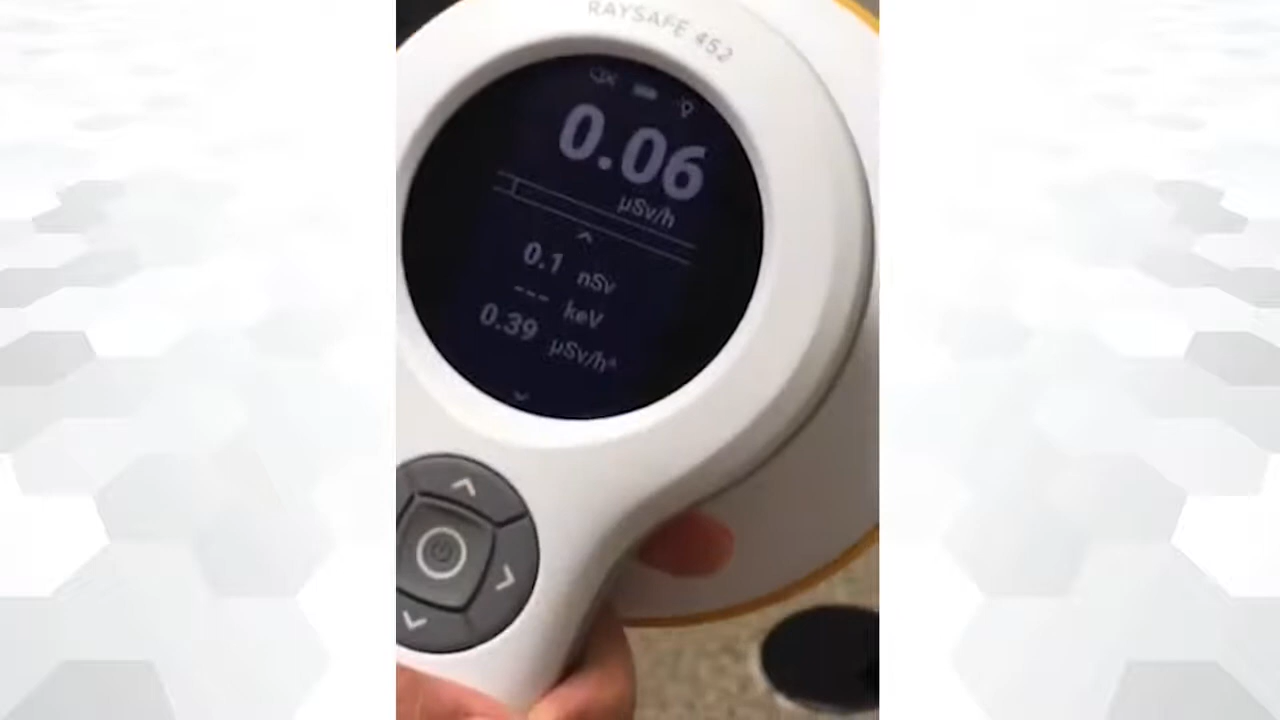 RAYSAFE 452
0.06
µSv/h
0.1 nSv
--- keV
0.39 µSv/h^